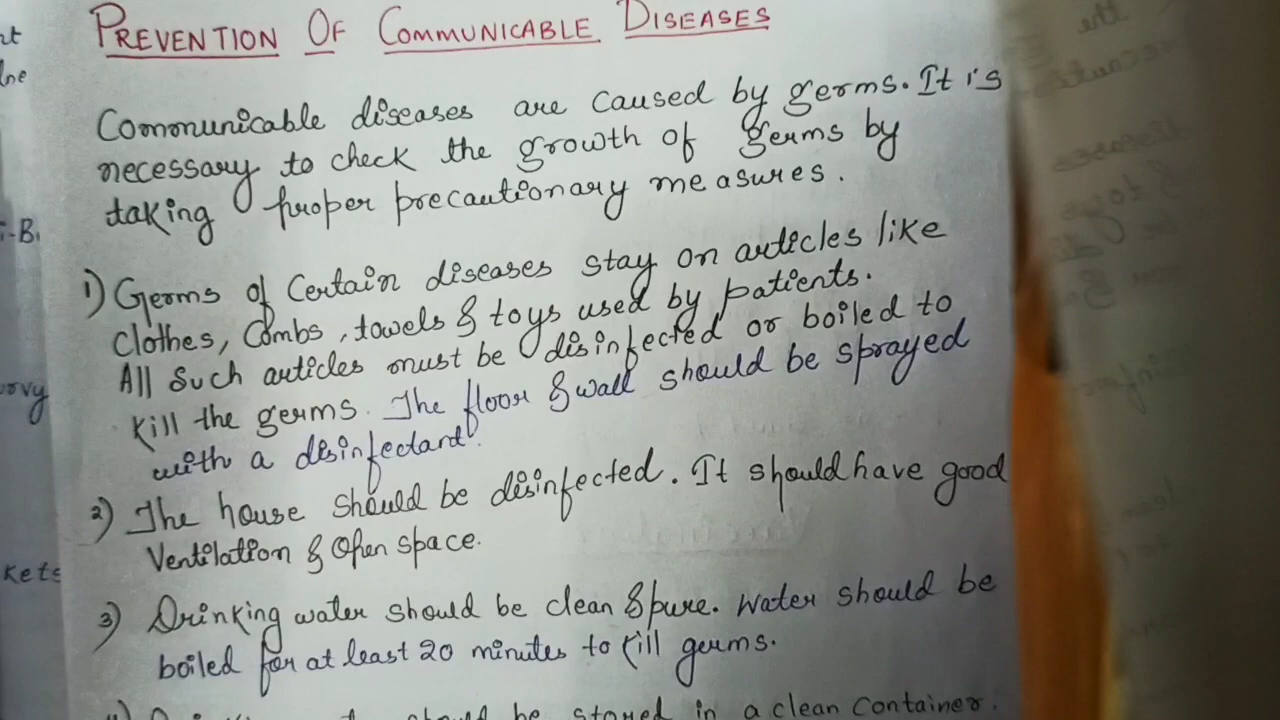 PREVENTION OF COMMUNICABLE DISEASES
Communicable diseases are caused by germs. It is
necessary to check the growth of germs by
taking proper precautionary measures.
1) Germs of Certain diseases stay on articles like
Clothes, Combs, towels & toys used by patients.
All Such articles must be disinfected or boiled to
Kill the germs. The floor & wall should be sprayed
with a disinfectant.
2) The house should be disinfected. It should have good
Ventilation & Open space.
3) Drinking water should be clean & pure. Water should be
boiled for at least 20 minutes to kill germs.
should be stored in a clean container.
kets